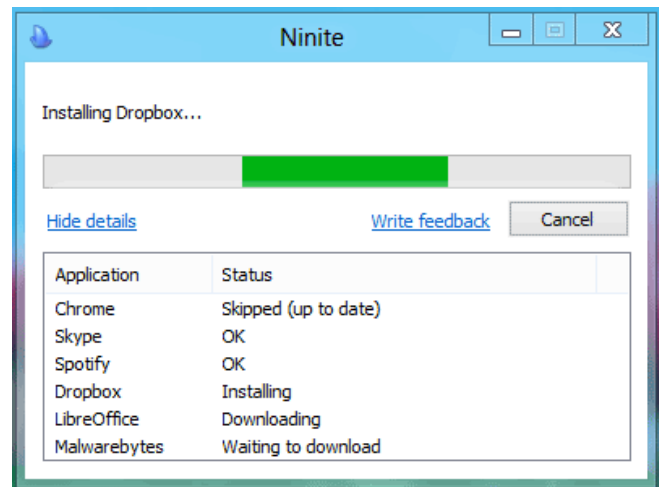 Ninite
Installing Dropbox...
Hide details Write feedback Cancel
Application Status
Chrome Skipped (up to date)
Skype OK
Spotify OK
Dropbox Installing
LibreOffice Downloading
Malwarebytes Waiting to download